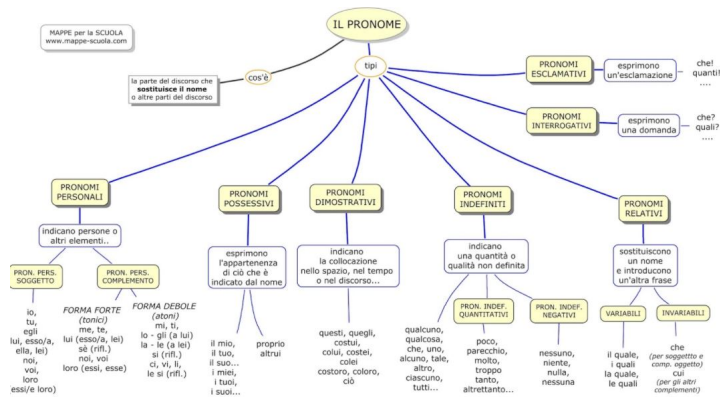 MAPPE per la SCUOLA
www.mappe-scuola.com
IL PRONOME
tipi
cos'è
la parte del discorso che
sostituisce il nome
o altre parti del discorso
PRONOMI
ESCLAMATIVI
esprimono
un'esclamazione
che!
quanti!
....
PRONOMI
INTERROGATIVI
esprimono
una domanda
che?
quali?
....
PRONOMI
PERSONALI
indicano persone o
altri elementi..
PRON. PERS.
SOGGETTO
io,
tu,
egli
lui, esso/a,
ella, lei)
noi,
voi,
loro
(essi/e loro)
PRON. PERS.
COMPLEMENTO
FORMA FORTE
(tonici)
me, te,
lui (esso/a, lei)
sè (rifl.)
noi, voi
loro (essi, esse)
FORMA DEBOLE
(atoni)
mi, ti,
lo - gli (a lui)
la - le (a lei)
si (rifl.)
ci, vi, li,
le si (rifl.)
PRONOMI
POSSESSIVI
esprimono
l'appartenenza
di ciò che è
indicato dal nome
il mio,
il tuo,
il suo...
i miei,
i tuoi,
i suoi...
proprio
altrui
PRONOMI
DIMOSTRATIVI
indicano
la collocazione
nello spazio, nel tempo
o nel discorso...
questi, quegli,
costui,
colui, costei,
colei
costoro, coloro,
ciò
PRONOMI
INDEFINITI
indicano
una quantità o
qualità non definita
qualcuno,
qualcosa,
che, uno,
alcuno, tale,
altro,
ciascuno,
tutti...
PRON. INDEF.
QUANTITATIVI
poco,
parecchio,
molto,
troppo
tanto,
altrettanto...
PRON. INDEF.
NEGATIVI
nessuno,
niente,
nulla,
nessuna
PRONOMI
RELATIVI
sostituiscono
un nome
e introducono
un'altra frase
VARIABILI
il quale,
i quali
la quale,
le quali
INVARIABILI
che
(per soggettto e
comp. oggetto)
cui
(per gli altri
complementi)